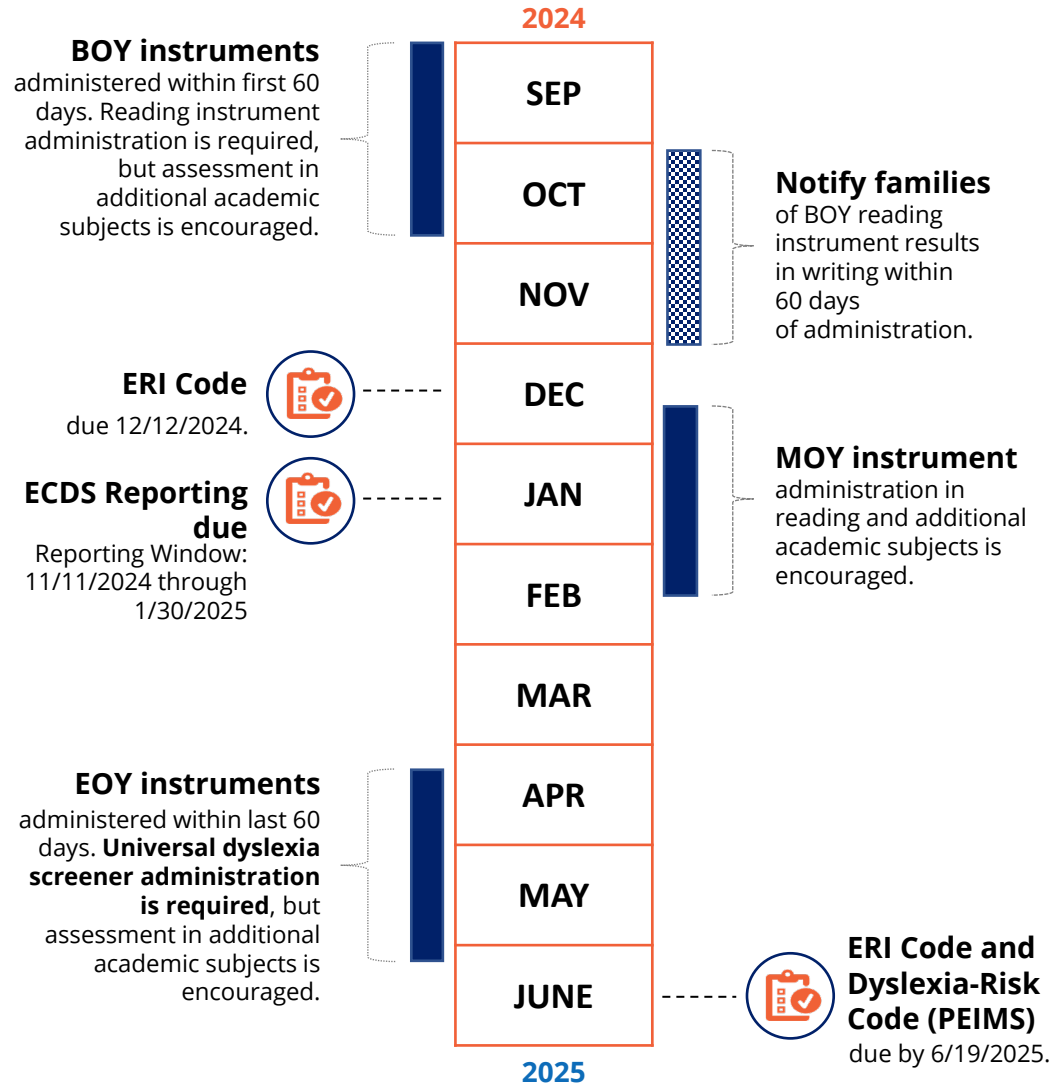 2024
BOY instruments
administered within first 60
days. Reading instrument
administration is required,
but assessment in
additional academic
subjects is encouraged.
SEP
OCT
Notify families
of BOY reading
instrument results
in writing within
60 days
of administration.
NOV
ERI Code
due 12/12/2024.
DEC
MOY instrument
administration in
reading and additional
academic subjects is
encouraged.
ECDS Reporting
due
Reporting Window:
11/11/2024 through
1/30/2025
JAN
FEB
MAR
EOY instruments
administered within last 60
days. Universal dyslexia
screener administration
is required, but
assessment in additional
academic subjects is
encouraged.
APR
MAY
JUNE
ERI Code and
Dyslexia-Risk
Code (PEIMS)
due by 6/19/2025.
2025